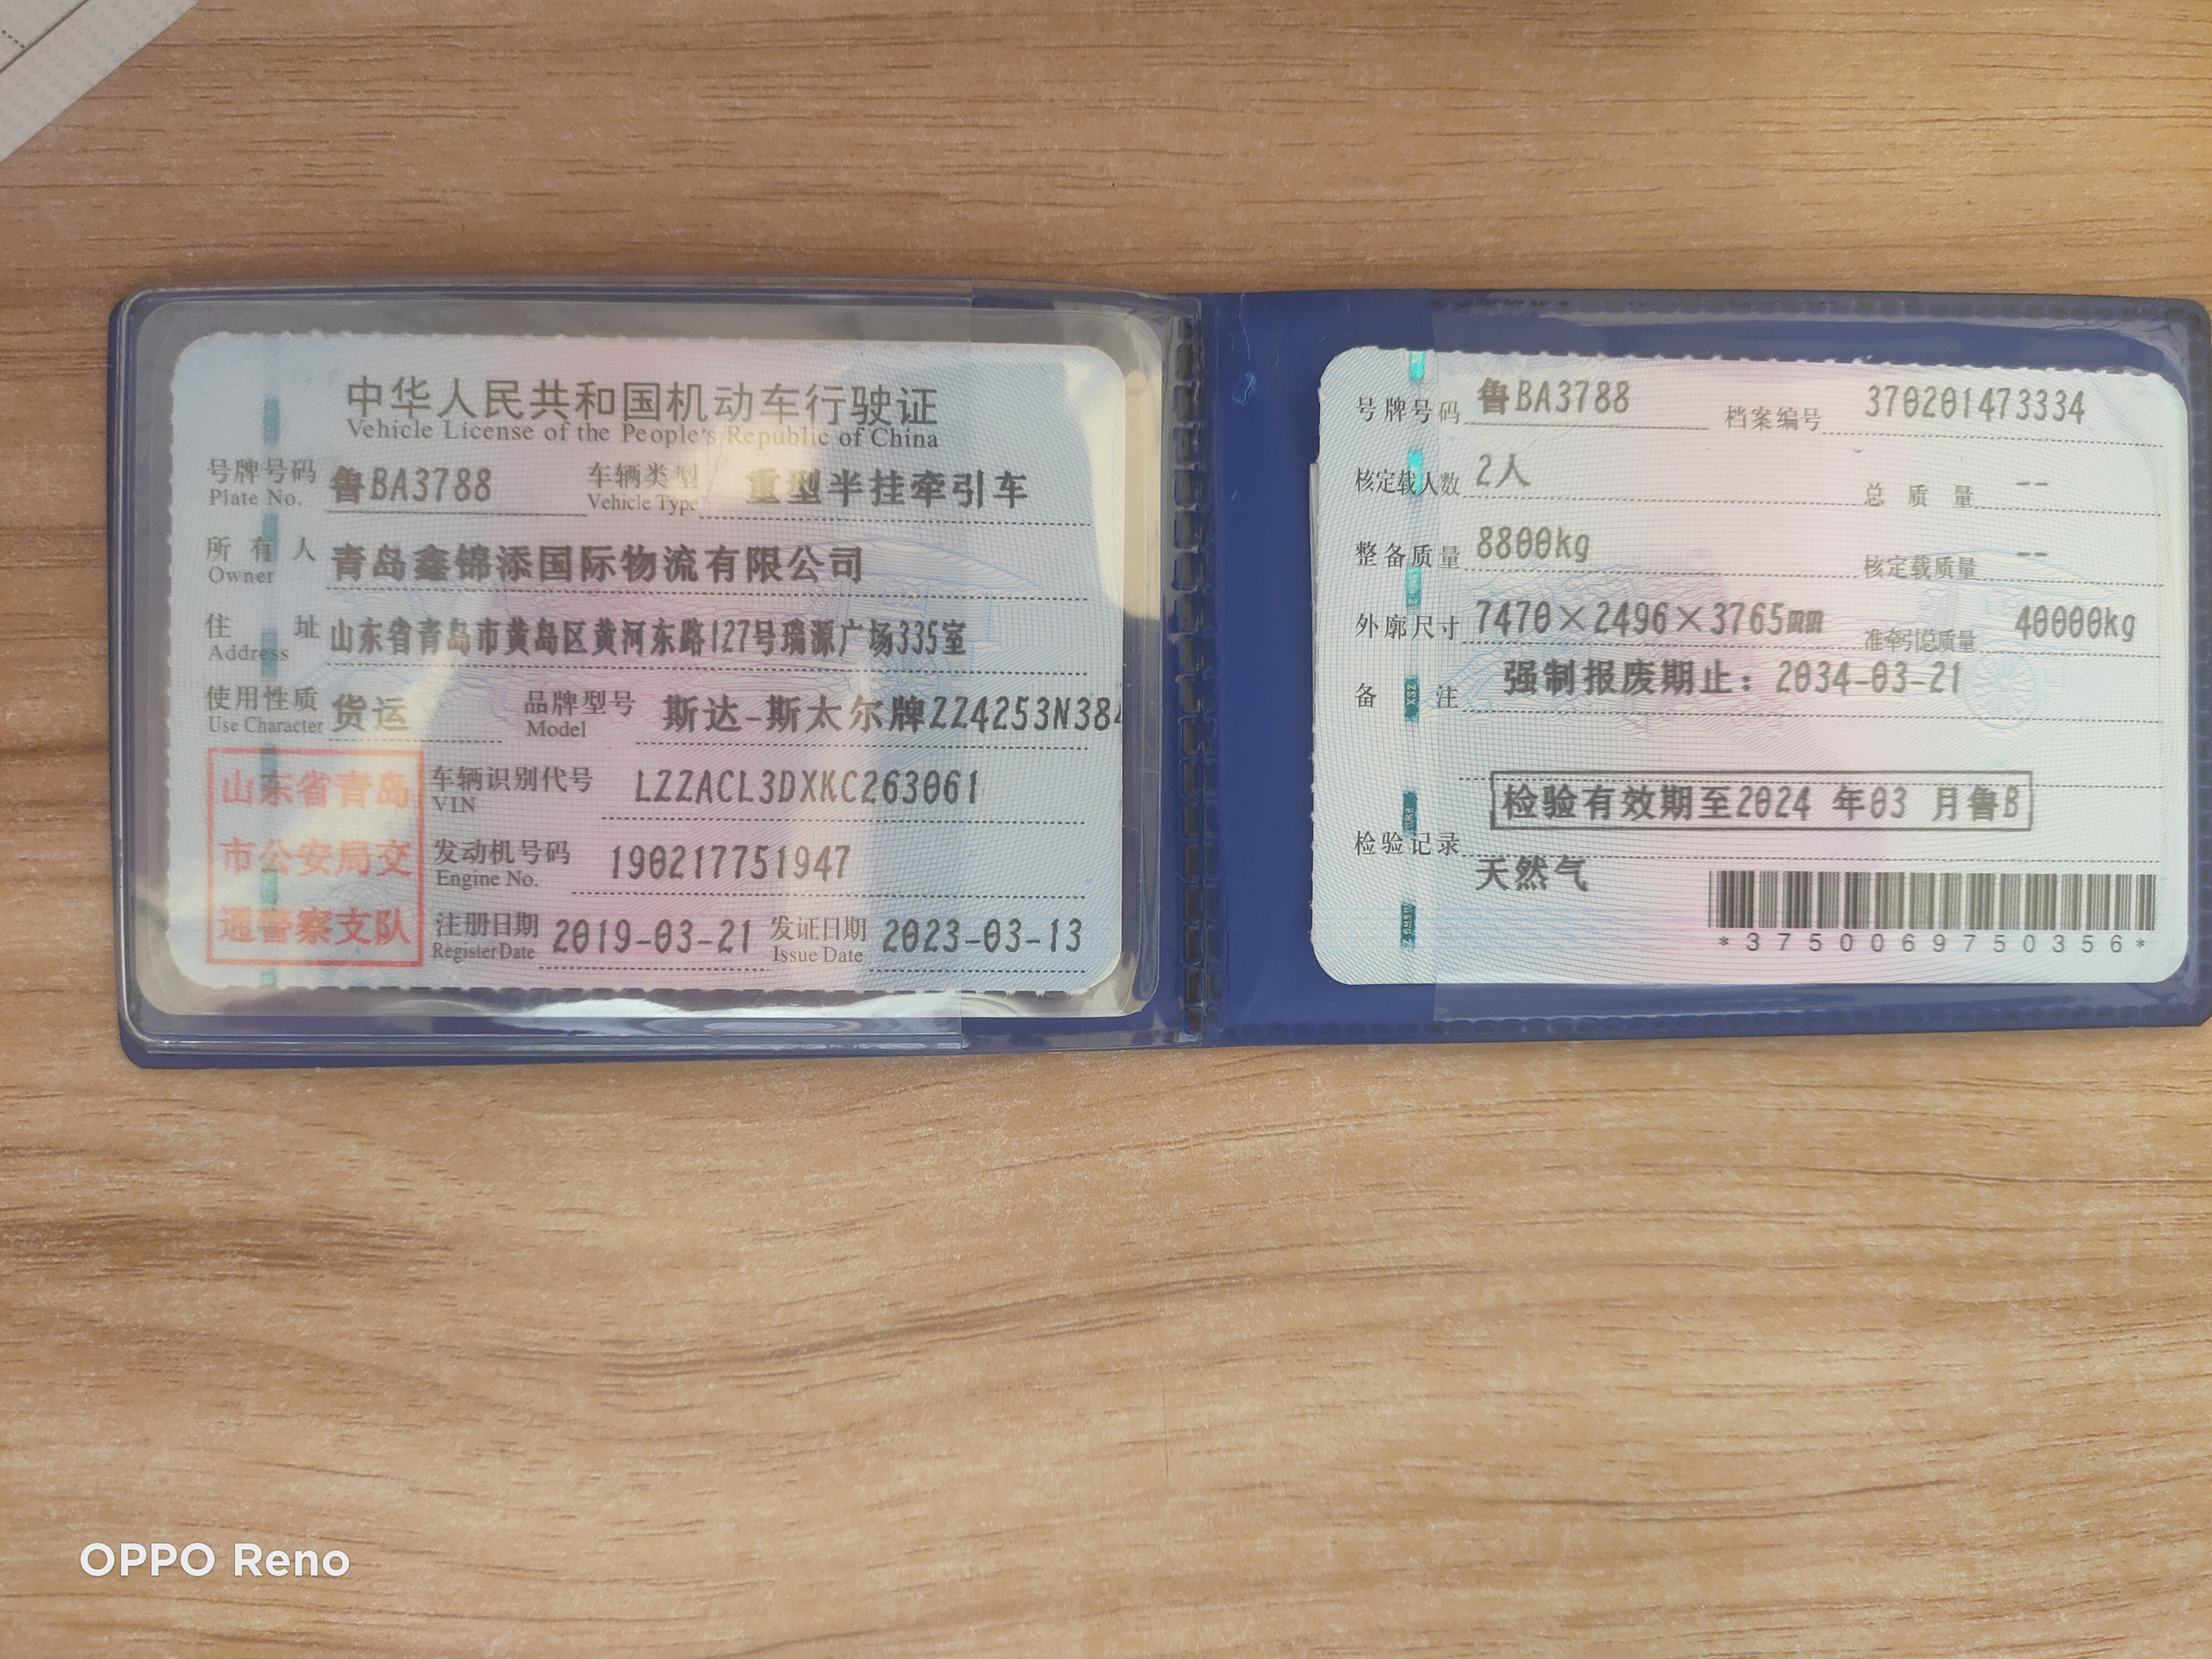 中华人民共和国机动车行驶证
Vehicle License of the People's Republic of China
号牌号码 鲁BA3788 车辆类型 重型半挂牵引车
Plate No. Vehicle Type
所有人 青岛鑫锦添国际物流有限公司
Owner
住址 山东省青岛市黄岛区黄河东路127号瑞源广场335室
Address
使用性质 货运 品牌型号 斯达-斯太尔牌ZZ4253N384
Use Character Model
山东省青岛
市公安局交
通警察支队
车辆识别代号 LZZACL3DXKC263061
VIN
发动机号码 190217751947
Engine No.
注册日期 2019-03-21 发证日期 2023-03-13
Register Date Issue Date
号牌号码 鲁BA3788 档案编号 370201473334
核定载人数 2人 总质量 --
整备质量 8800kg 核定载质量 --
外廓尺寸 7470×2496×3765mm 准牵引总质量 40000kg
备注 强制报废期止：2034-03-21
检验有效期至2024 年03 月鲁B
检验记录
天然气
*3750069750356*
OPPO Reno